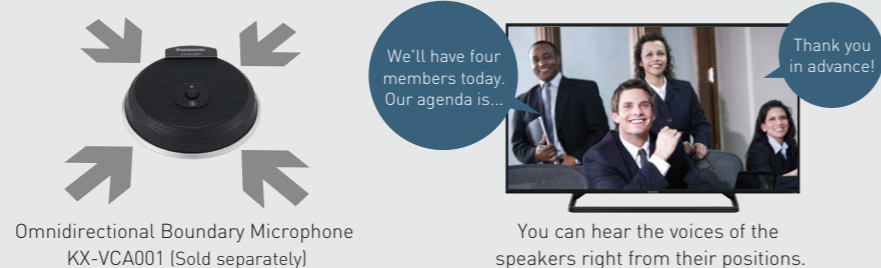 Panasonic
We'll have four
members today.
Our agenda is...
Thank you
in advance!
Omnidirectional Boundary Microphone
KX-VCA001 (Sold separately)
You can hear the voices of the
speakers right from their positions.